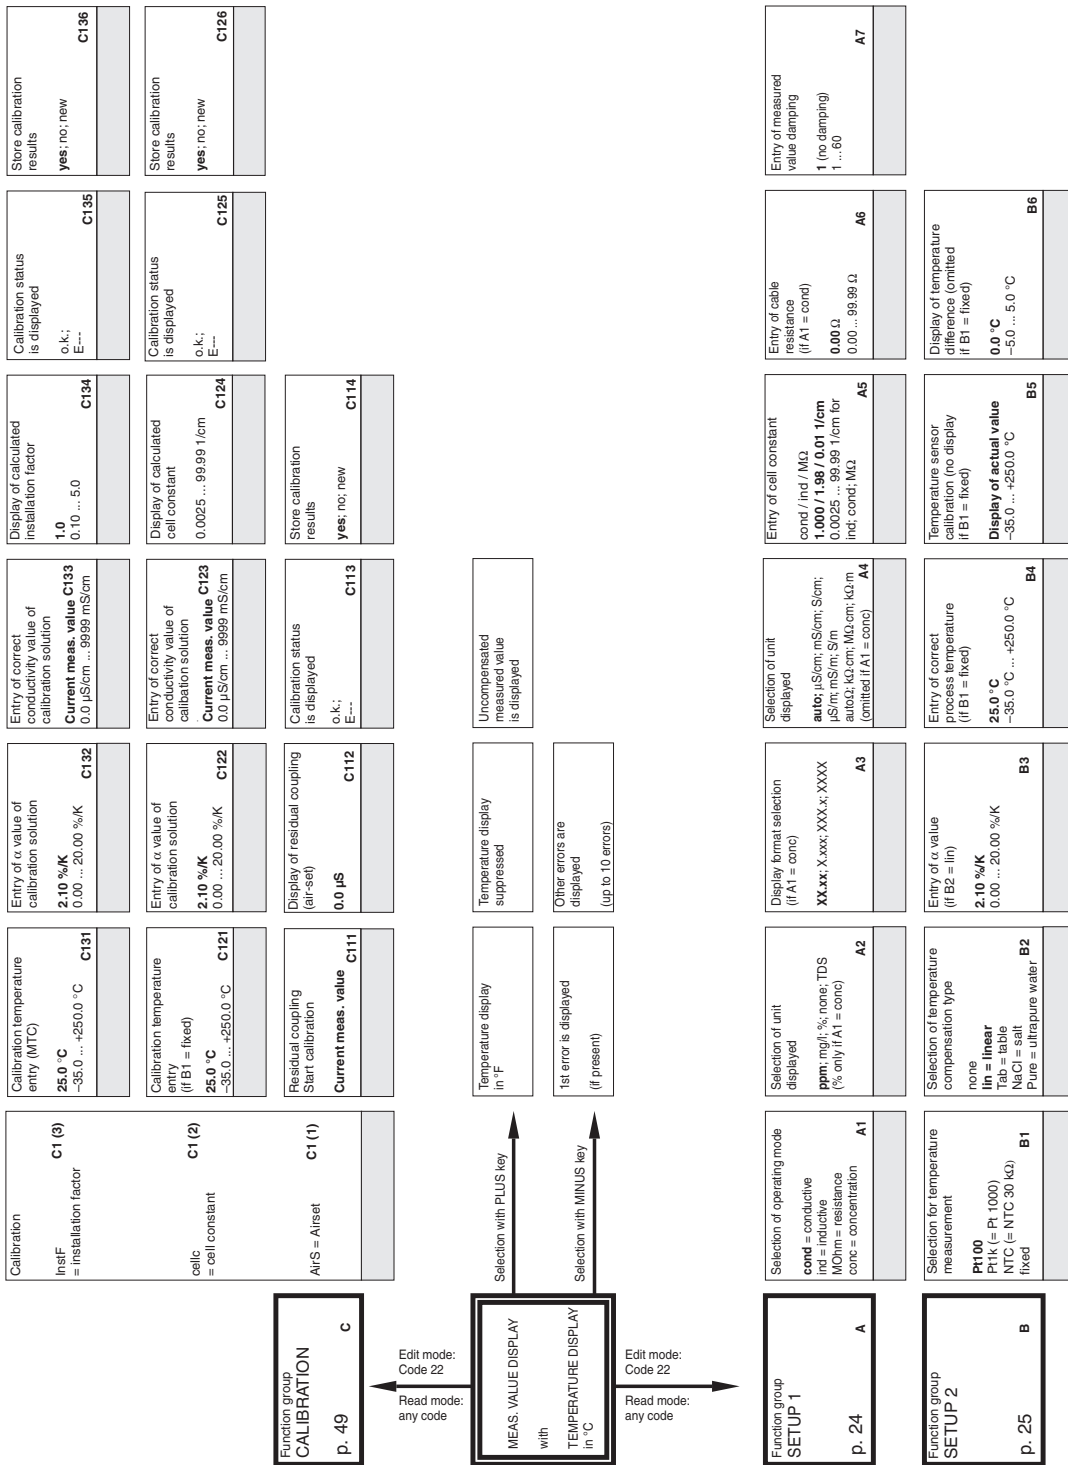 Function group
CALIBRATION
p. 49
C
Calibration
InstF
= installation factor
C1 (3)
cellc
= cell constant
C1 (2)
AirS = Airset
C1 (1)
Calibration temperature
entry (MTC)
25.0 °C
–35.0 ... +250.0 °C
C131
Entry of α value of
calibration solution
2.10 %/K
0.00 ... 20.00 %/K
C132
Entry of correct
conductivity value of
calibration solution
Current meas. value C133
0.0 µS/cm ... 9999 mS/cm
Display of calculated
installation factor
1.0
0.10 ... 5.0
C134
Calibration status
is displayed
o.k.;
E---
C135
Store calibration
results
yes; no; new
C136
Calibration temperature
entry
(if B1 = fixed)
25.0 °C
–35.0 ... +250.0 °C
C121
Entry of α value of
calibration solution
2.10 %/K
0.00 ... 20.00 %/K
C122
Entry of correct
conductivity value of
calibation solution
Current meas. value C123
0.0 µS/cm ... 9999 mS/cm
Display of calculated
cell constant
0.0025 ... 99.99 1/cm
C124
Calibration status
is displayed
o.k.;
E---
C125
Store calibration
results
yes; no; new
C126
Residual coupling
Start calibration
Current meas. value
C111
Display of residual coupling
(air-set)
0.0 µS
C112
Calibration status
is displayed
o.k.;
E---
C113
Store calibration
results
yes; no; new
C114
Edit mode:
Code 22
Read mode:
any code
MEAS. VALUE DISPLAY
with
TEMPERATURE DISPLAY
in °C
Selection with PLUS key
Temperature display
in °F
Temperature display
suppressed
Uncompensated
measured value
is displayed
Selection with MINUS key
1st error is displayed
(if present)
Other errors are
displayed
(up to 10 errors)
Edit mode:
Code 22
Read mode:
any code
Function group
SETUP 1
p. 24
A
Selection of operating mode
cond = conductive
ind = inductive
MOhm = resistance
conc = concentration
A1
Selection of unit
displayed
ppm; mg/l; %; none; TDS
(% only if A1 = conc)
A2
Display format selection
(if A1 = conc)
XX.xx; X.xxx; XXX.x; XXXX
A3
Selection of unit
displayed
auto; µS/cm; mS/cm; S/cm;
µS/m; mS/m; S/m
autoΩ; kΩ·cm; MΩ·cm; kΩ·m
(omitted if A1 = conc)
A4
Entry of cell constant
cond / ind / MΩ
1.000 / 1.98 / 0.01 1/cm
0.0025 ... 99.99 1/cm for
ind; cond; MΩ
A5
Entry of cable
resistance
(if A1 = cond)
0.00 Ω
0.00 ... 99.99 Ω
A6
Entry of measured
value damping
1 (no damping)
1 ... 60
A7
Function group
SETUP 2
p. 25
B
Selection for temperature
measurement
Pt100
Pt1k (= Pt 1000)
NTC (= NTC 30 kΩ)
fixed
B1
Selection of temperature
compensation type
none
lin = linear
Tab = table
NaCl = salt
Pure = ultrapure water
B2
Entry of α value
(if B2 = lin)
2.10 %/K
0.00 ... 20.00 %/K
B3
Entry of correct
process temperature
(if B1 = fixed)
25.0 °C
–35.0 °C ... +250.0 °C
B4
Temperature sensor
calibration (no display
if B1 = fixed)
Display of actual value
–35.0 ... +250.0 °C
B5
Display of temperature
difference (omitted
if B1 = fixed)
0.0 °C
–5.0 ... 5.0 °C
B6